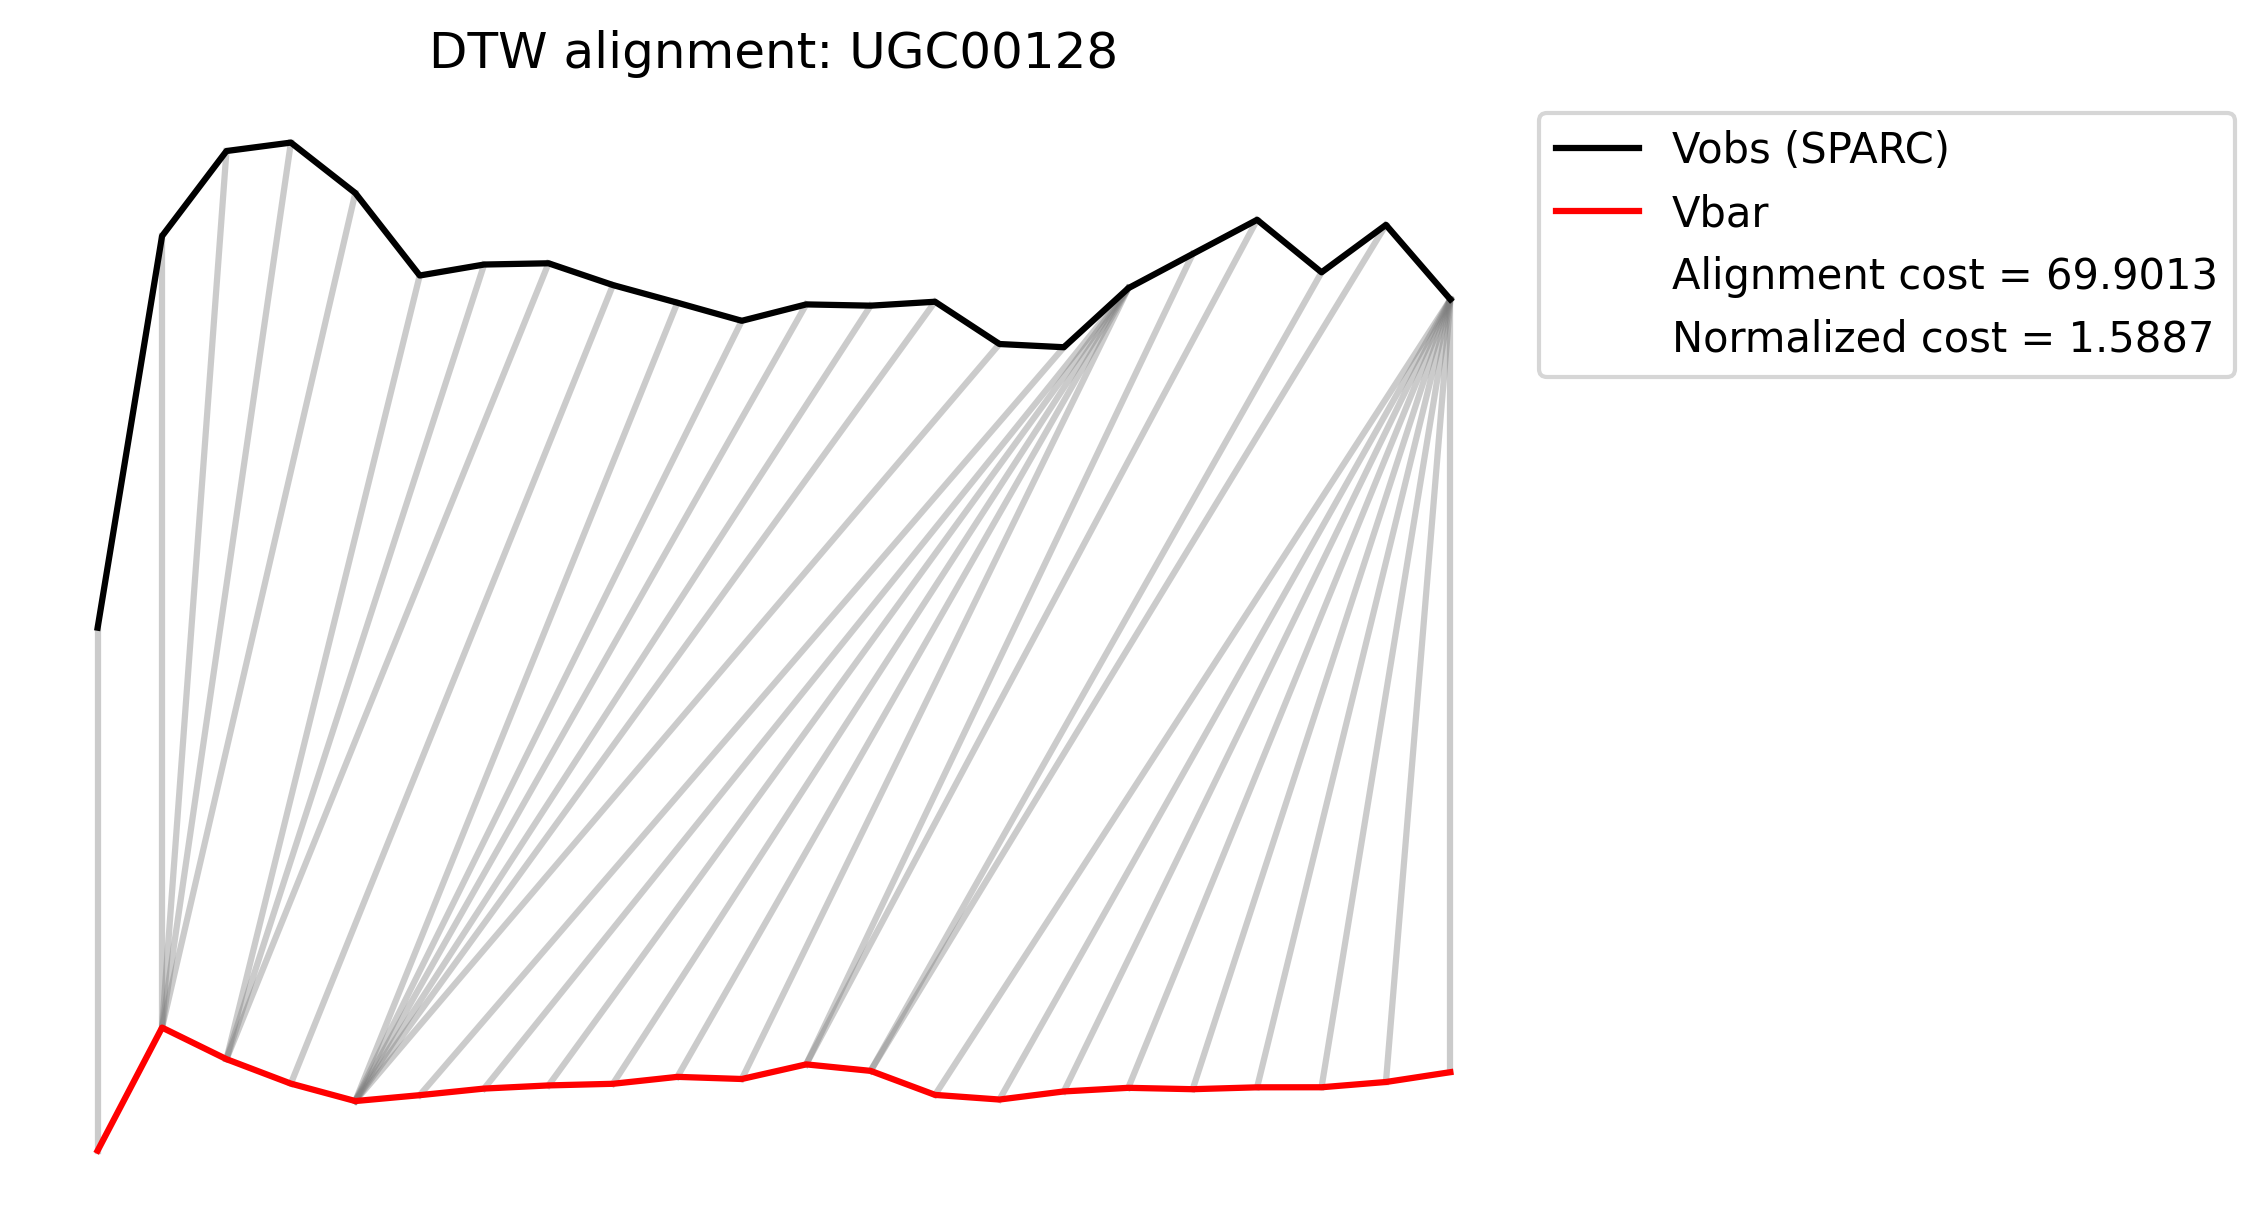 DTW alignment: UGC00128
Vobs (SPARC)
Vbar
Alignment cost = 69.9013
Normalized cost = 1.5887